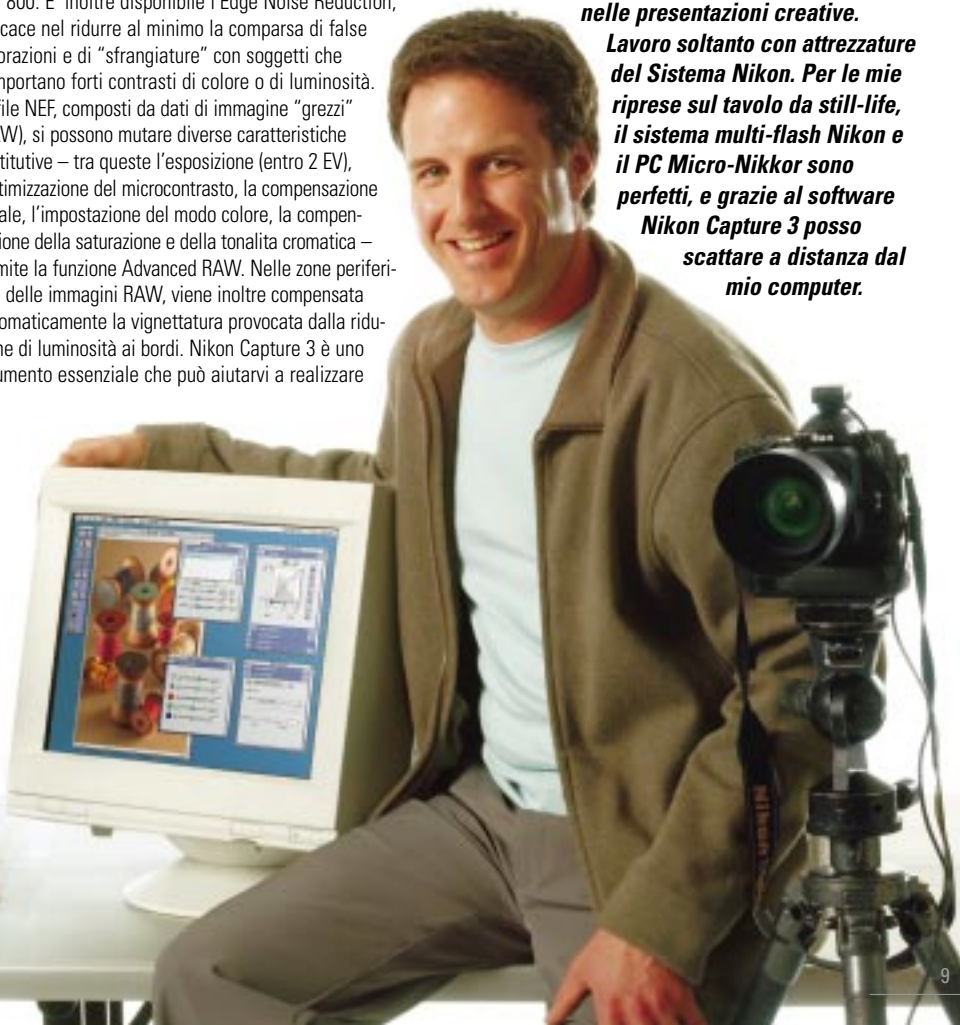 800. E' inoltre disponibile l'Edge Noise Reduction,
cace nel ridurre al minimo la comparsa di false
orazioni e di “sfrangiature” con soggetti che
mportano forti contrasti di colore o di luminosità.
file NEF, composti da dati di immagine “grezzi”
AW), si possono mutare diverse caratteristiche
titutive – tra queste l'esposizione (entro 2 EV),
timizzazione del microcontrasto, la compensazione
ale, l'impostazione del modo colore, la compen-
ione della saturazione e della tonalita cromatica –
mite la funzione Advanced RAW. Nelle zone periferi-
delle immagini RAW, viene inoltre compensata
omaticamente la vignettatura provocata dalla ridu-
ne di luminosità ai bordi. Nikon Capture 3 è uno
umento essenziale che può aiutarvi a realizzare
nelle presentazioni creative.
Lavoro soltanto con attrezzature
del Sistema Nikon. Per le mie
riprese sul tavolo da still-life,
il sistema multi-flash Nikon e
il PC Micro-Nikkor sono
perfetti, e grazie al software
Nikon Capture 3 posso
scattare a distanza dal
mio computer.
Nikon
9